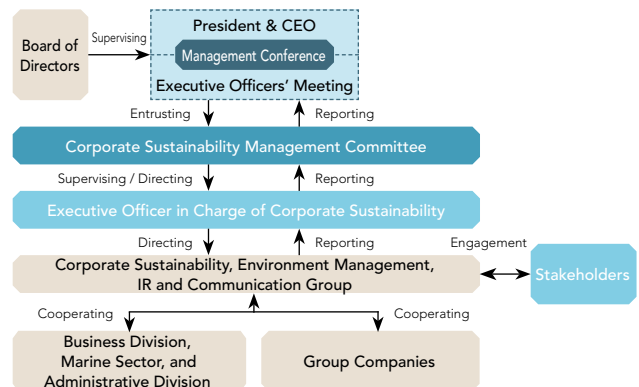 President & CEO
Supervising
Board of
Directors
Management Conference
Executive Officers’ Meeting
Entrusting
Reporting
Corporate Sustainability Management Committee
Supervising / Directing
Reporting
Executive Officer in Charge of Corporate Sustainability
Directing
Reporting
Engagement
Corporate Sustainability, Environment Management,
IR and Communication Group
Stakeholders
Cooperating
Cooperating
Business Division,
Marine Sector, and
Administrative Division
Group Companies